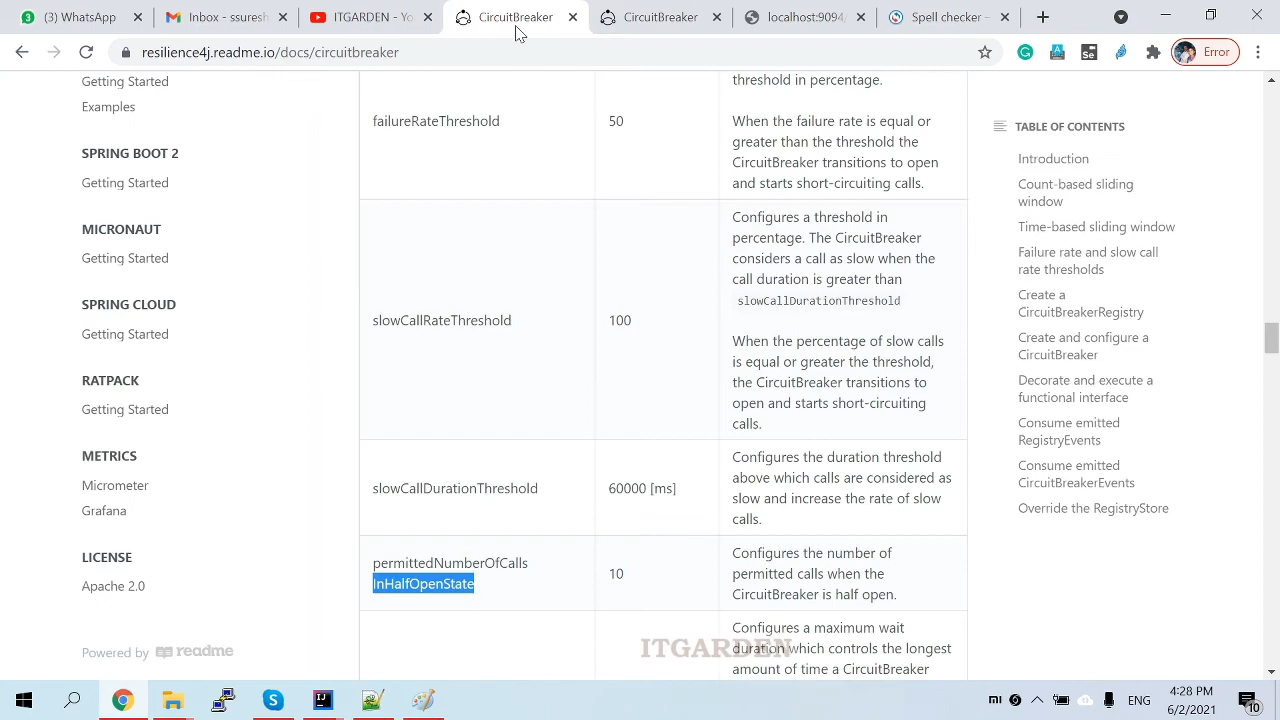 3
(3) WhatsApp
Inbox - ssuresh
ITGARDEN - Yo
CircuitBreaker
CircuitBreaker
localhost:9094/
Spell checker -
resilience4j.readme.io/docs/circuitbreaker
Se
Error
Getting Started
Examples
SPRING BOOT 2
Getting Started
MICRONAUT
Getting Started
SPRING CLOUD
Getting Started
RATPACK
Getting Started
METRICS
Micrometer
Grafana
LICENSE
Apache 2.0
Powered by readme
threshold in percentage.
failureRateThreshold
50
When the failure rate is equal or
greater than the threshold the
CircuitBreaker transitions to open
and starts short-circuiting calls.
slowCallRateThreshold
100
Configures a threshold in
percentage. The CircuitBreaker
considers a call as slow when the
call duration is greater than
slowCallDurationThreshold
When the percentage of slow calls
is equal or greater the threshold,
the CircuitBreaker transitions to
open and starts short-circuiting
calls.
slowCallDurationThreshold
60000 [ms]
Configures the duration threshold
above which calls are considered as
slow and increase the rate of slow
calls.
permittedNumberOfCalls
InHalfOpenState
10
Configures the number of
permitted calls when the
CircuitBreaker is half open.
Configures a maximum wait
duration which controls the longest
amount of time a CircuitBreaker
ITGARDEN
TABLE OF CONTENTS
Introduction
Count-based sliding
window
Time-based sliding window
Failure rate and slow call
rate thresholds
Create a
CircuitBreakerRegistry
Create and configure a
CircuitBreaker
Decorate and execute a
functional interface
Consume emitted
RegistryEvents
Consume emitted
CircuitBreakerEvents
Override the RegistryStore
ENG
4:28 PM
6/2/2021
10